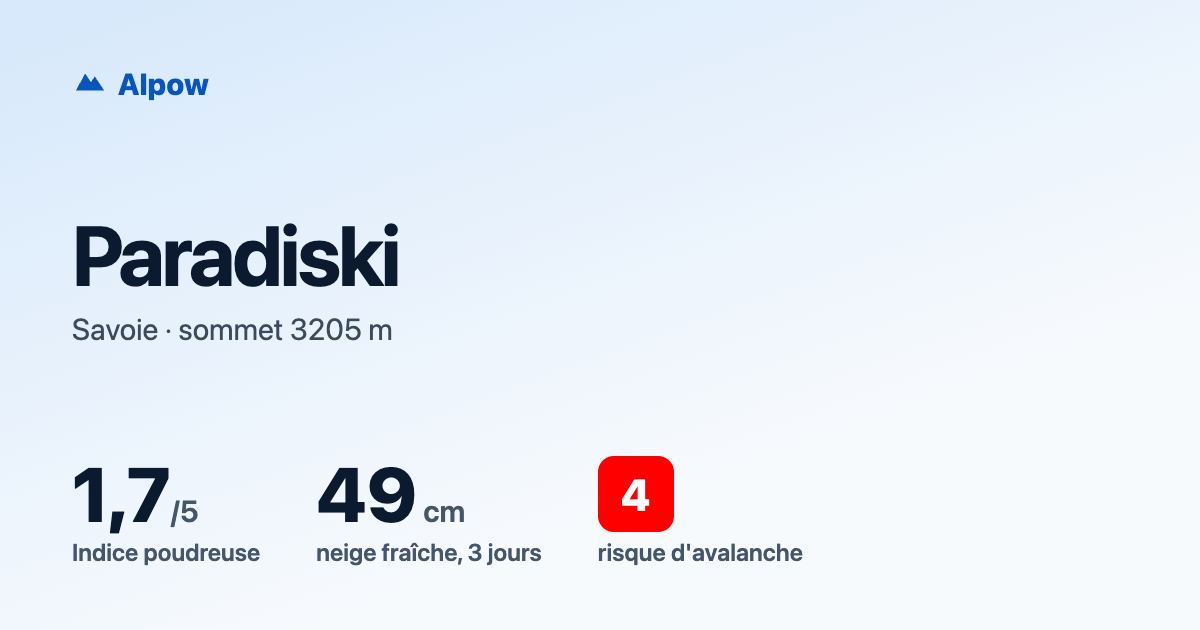 Alpow
Paradiski
Savoie · sommet 3205 m
1,7/5
Indice poudreuse
49 cm
neige fraîche, 3 jours
4
risque d'avalanche